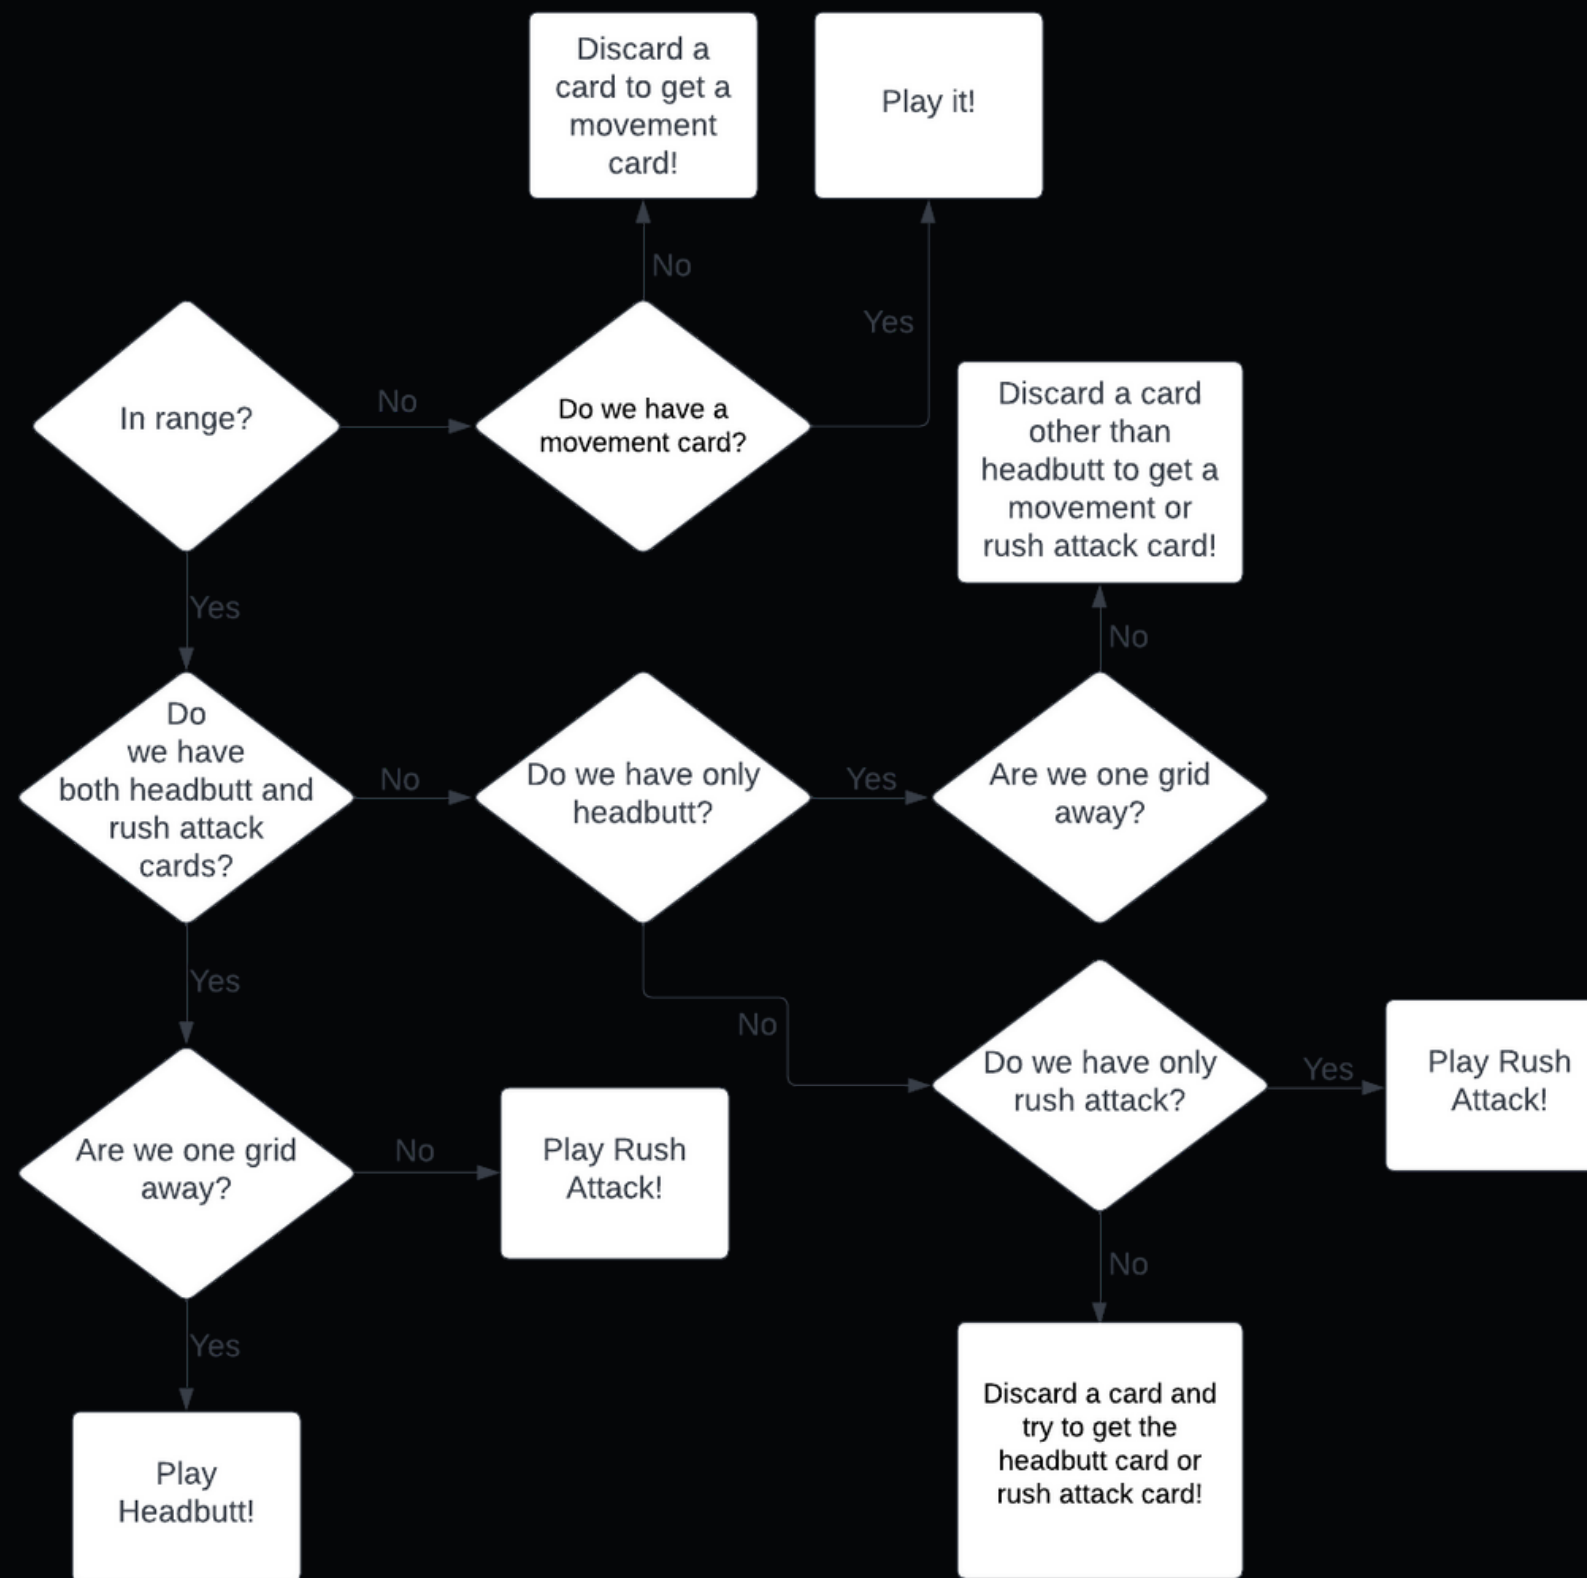 Discard a
card to get a
movement
card!
Play it!
No
Yes
In range?
No
Do we have a
movement card?
Discard a card
other than
headbutt to get a
movement or
rush attack card!
Yes
No
Do
we have
both headbutt and
rush attack
cards?
No
Do we have only
headbutt?
Yes
Are we one grid
away?
Yes
No
Do we have only
rush attack?
Yes
Play Rush
Attack!
Are we one grid
away?
No
Play Rush
Attack!
No
Yes
Discard a card and
try to get the
headbutt card or
rush attack card!
Play
Headbutt!